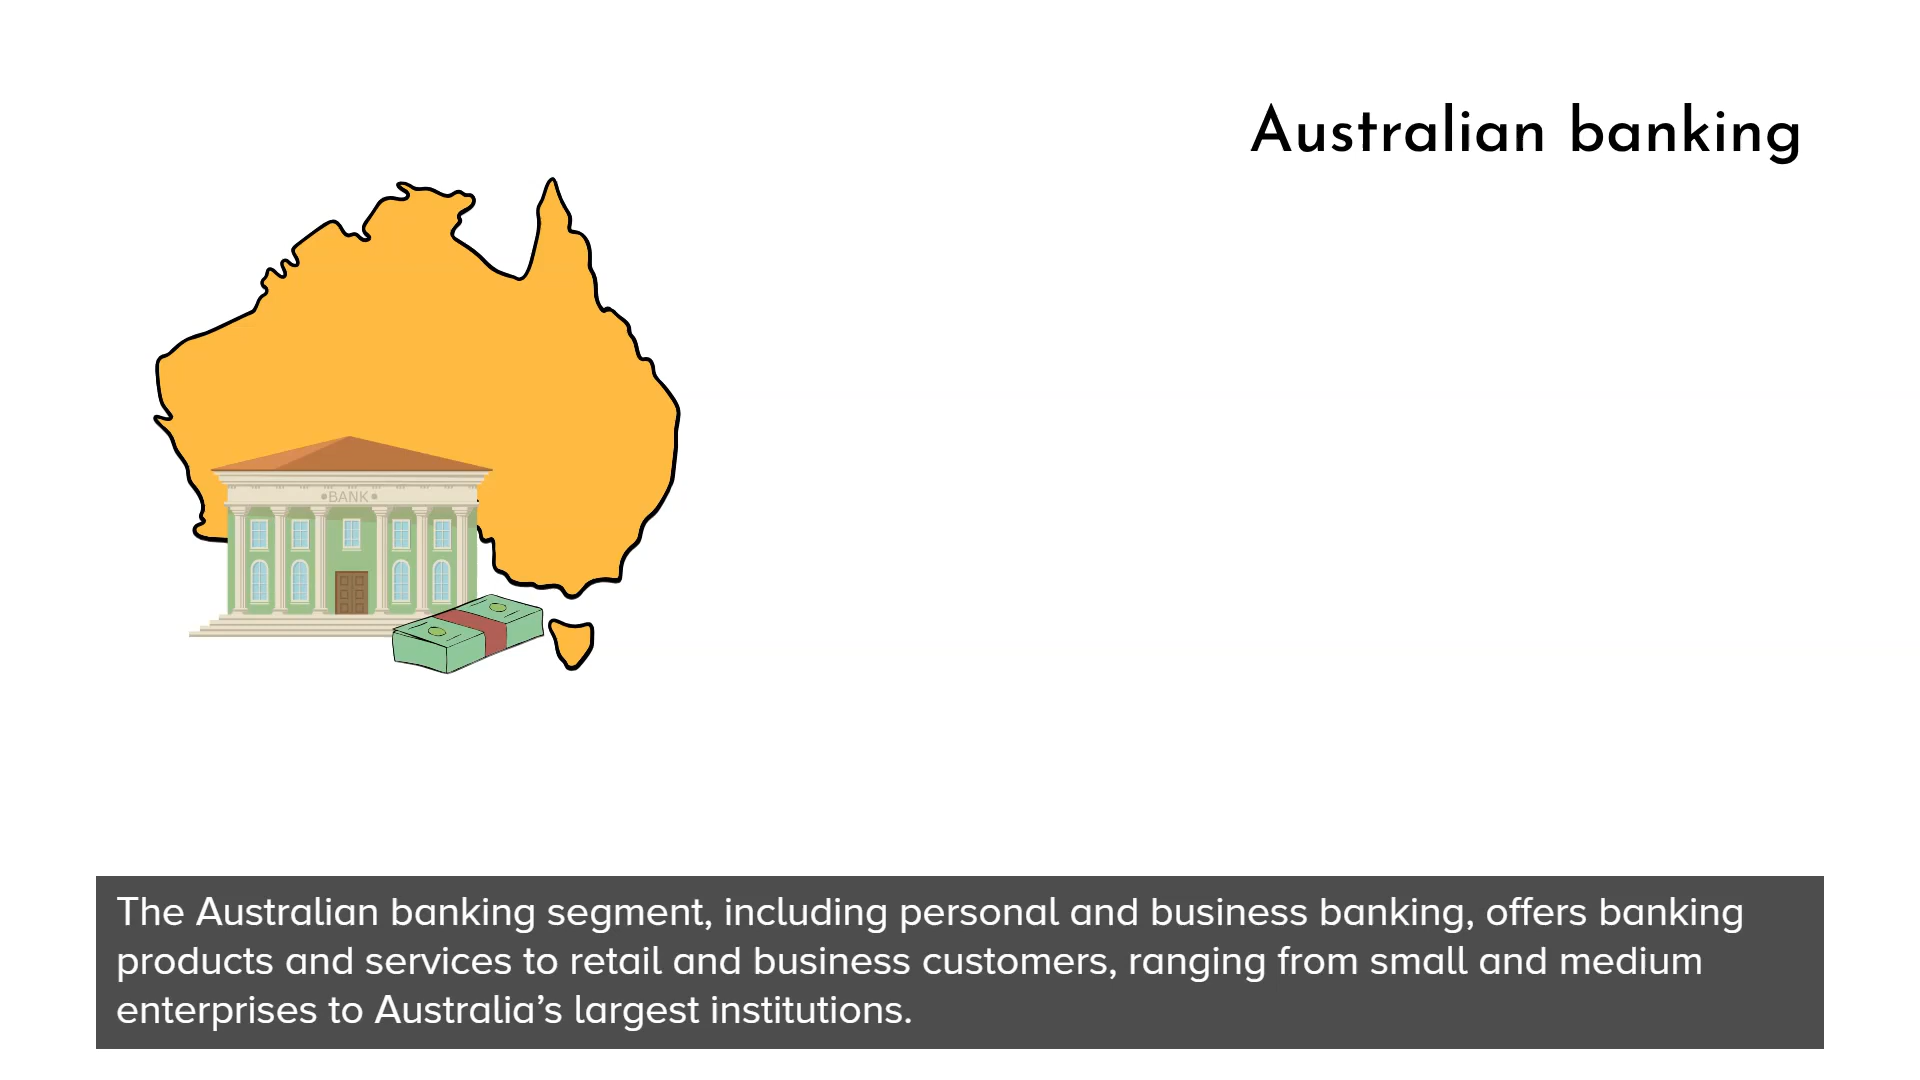 Australian banking
•BANK•
The Australian banking segment, including personal and business banking, offers banking
products and services to retail and business customers, ranging from small and medium
enterprises to Australia’s largest institutions.